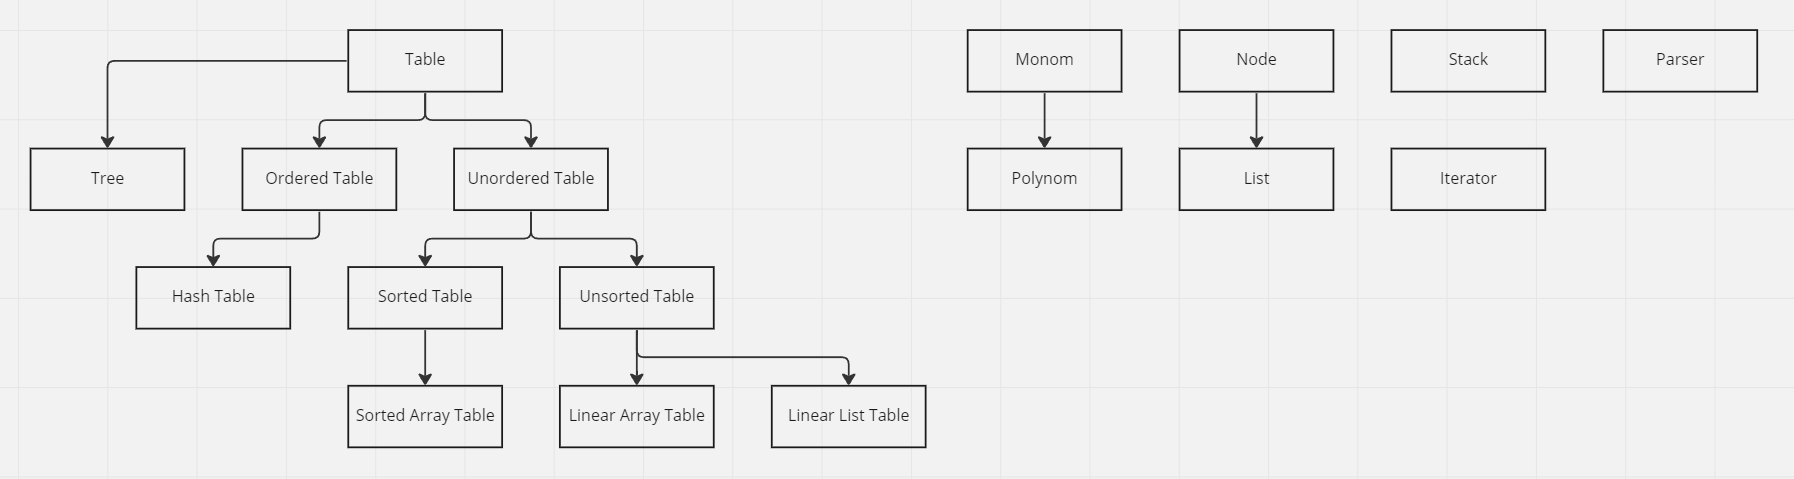 Table
Monom
Node
Stack
Parser
Tree
Ordered Table
Unordered Table
Polynom
List
Iterator
Hash Table
Sorted Table
Unsorted Table
Sorted Array Table
Linear Array Table
Linear List Table